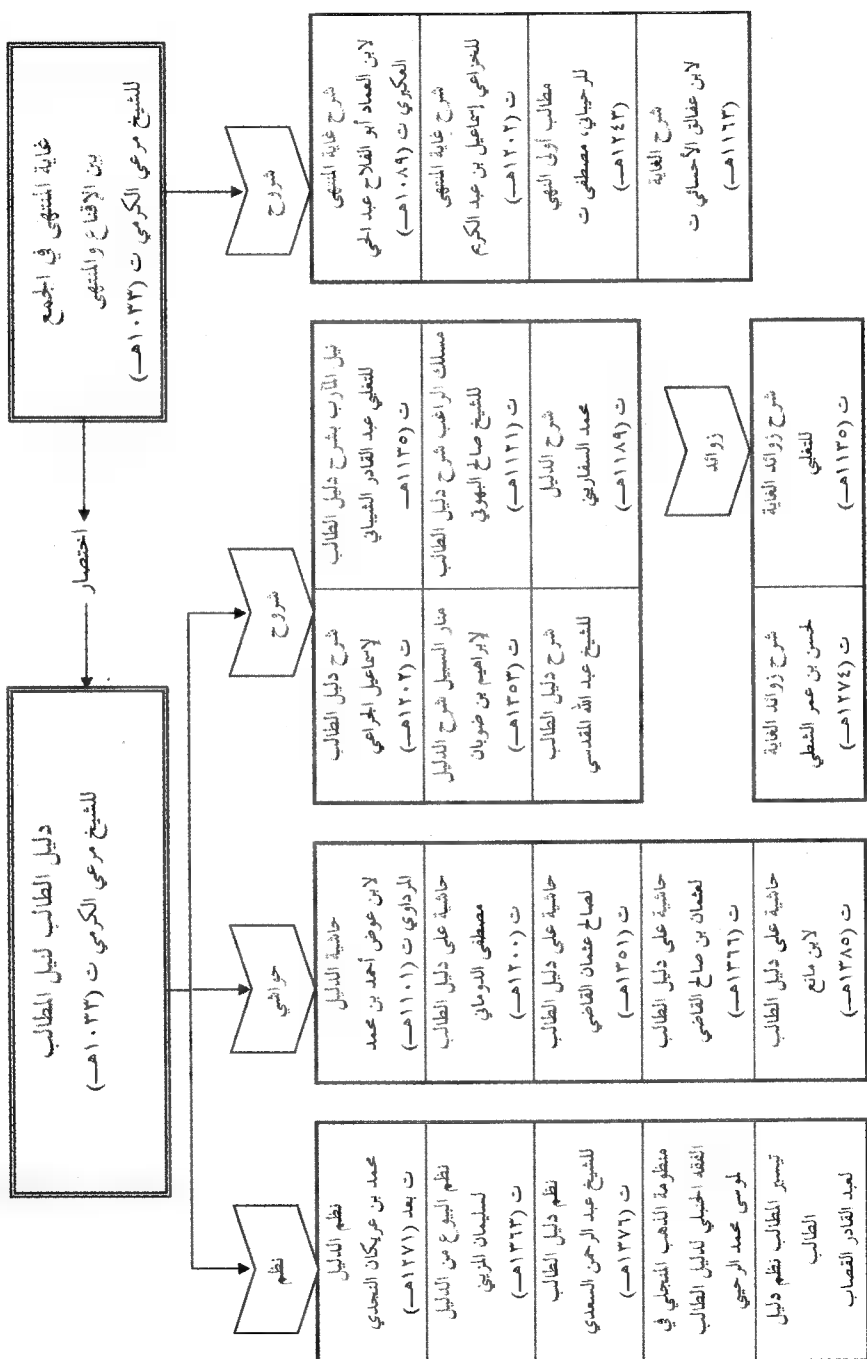 غاية المنتهى في الجمع
بين الإقناع والمنتهى
للشيخ مرعي الكرمي ت (١٠٣٣هـ)
اختصار
دليل الطالب لنيل المطالب
للشيخ مرعي الكرمي ت (١٠٣٣هـ)
شروح
شرح غاية المنتهى
لابن العماد أبو الفلاح عبد الحي
العكبري ت (١٠٨٩هـ)
شرح غاية المنتهى
للخزاعي إسماعيل بن عبد الكريم
ت (١٢٠٢هـ)
مطالب أولى النهي
للرحيباني، مصطفى ت
(١٢٤٣هـ)
شرح الغاية
لابن عفالق الأحسائي ت
(١١٦٣هـ)
شروح
نيل المآرب بشرح دليل الطالب
للتغلبي عبد القادر الشيباني
ت (١١٣٥هـ
شرح دليل الطالب
لإسماعيل الجراعي
ت (١٢٠٢هـ)
مسلك الراغب شرح دليل الطالب
للشيخ صالح البهوتي
ت (١١٢١هـ)
منار السبيل شرح الدليل
لابراهيم بن ضويان
ت (١٣٥٣هـ)
شرح الدليل
محمد السفاريني
ت (١١٨٩هـ)
شرح دليل الطالب
للشيخ عبد الله المقدسي
زوائد
شرح زوائد الغاية
للتغلبي
ت (١١٣٥هـ)
شرح زوائد الغاية
لحسن بن عمر الشطي
ت (١٢٧٤هـ)
حواشي
حاشية الدليل
لابن عوض أحمد بن محمد
المرداوي ت (١١٠١هـ)
حاشية على دليل الطالب
مصطفى الدوماني
ت (١٢٠٠هـ)
حاشية على دليل الطالب
لصالح عثمان القاضي
ت (١٣٥١هـ)
حاشية على دليل الطالب
لعثمان بن صالح القاضي
ت (١٣٦٦هـ)
حاشية على دليل الطالب
لابن مانع
ت (١٣٨٥هـ)
نظم
نظم الدليل
محمد بن عريكان النجدي
ت بعد (١٢٧١هـ)
نظم البيوع من الدليل
لسليمان المزيني
ت (١٣٦٣هـ)
نظم دليل الطالب
للشيخ عبد الرحمن السعدي
ت (١٣٧٦هـ)
منظومة الذهب المنجلي في
الفقه الحنبلي لدليل الطالب
لموسى محمد الرحيبي
تيسير المطالب نظم دليل
الطالب
لعبد القادر القصاب